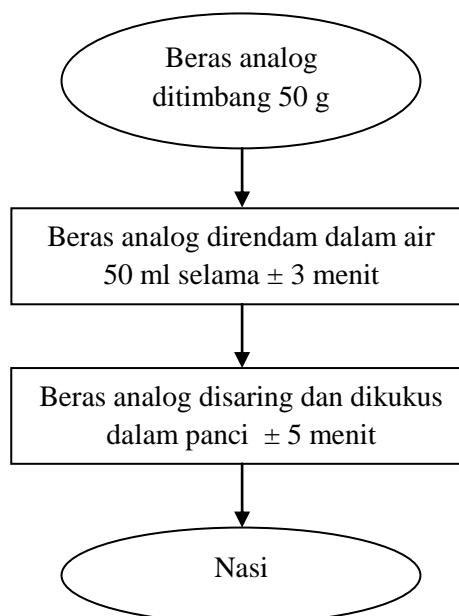 Beras analog
ditimbang 50 g
Beras analog direndam dalam air
50 ml selama ± 3 menit
Beras analog disaring dan dikukus
dalam panci ± 5 menit
Nasi